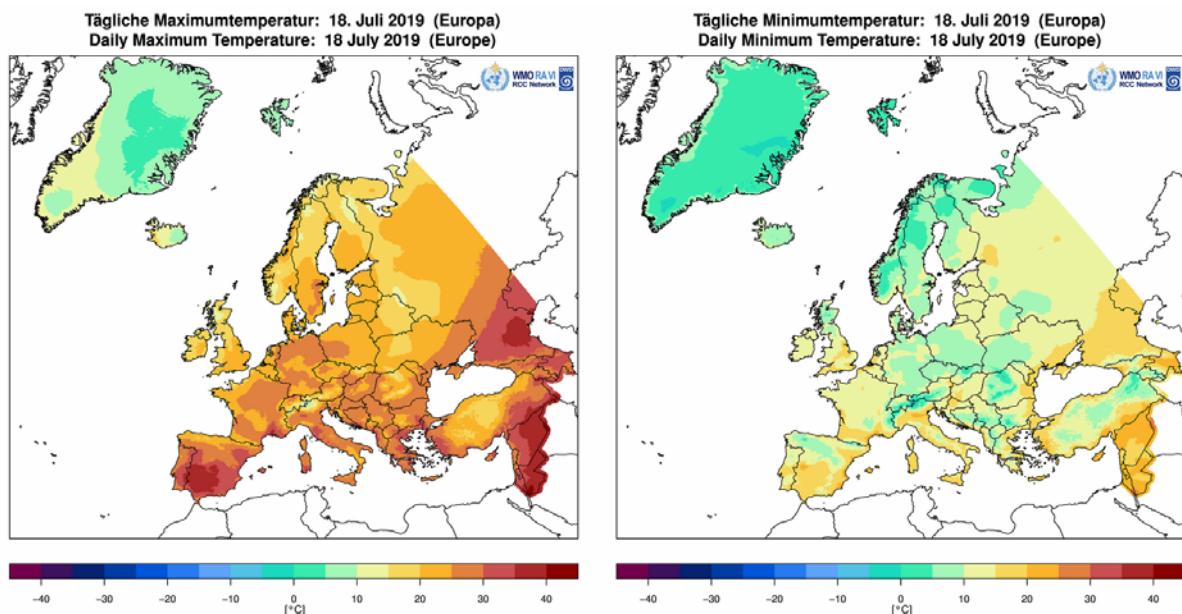 Tägliche Maximumtemperatur: 18. Juli 2019 (Europa)
Daily Maximum Temperature: 18 July 2019 (Europe)
WMO RA VI
RCC Network
DWD
−40 −30 −20 −10 0 10 20 30 40
[°C]
Tägliche Minimumtemperatur: 18. Juli 2019 (Europa)
Daily Minimum Temperature: 18 July 2019 (Europe)
WMO RA VI
RCC Network
DWD
−40 −30 −20 −10 0 10 20 30 40
[°C]